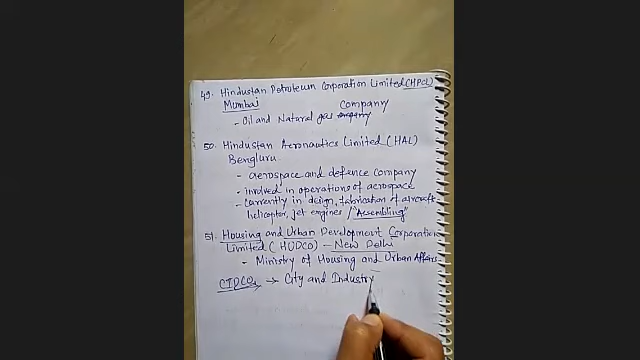 49. Hindustan Petroleum Corporation Limited (HPCL)
Mumbai
- Oil and Natural gas Company
50. Hindustan Aeronautics Limited (HAL)
Bengluru
- aerospace and defence company
- involved in operations of aerospace
- currently in design, fabrication of aircraft
helicopter, jet engines / "Assembling"
51. Housing and Urban Development Corporation
Limited (HUDCO) - New Delhi
- Ministry of Housing and Urban Affairs.
CIDCO, → City and Industry